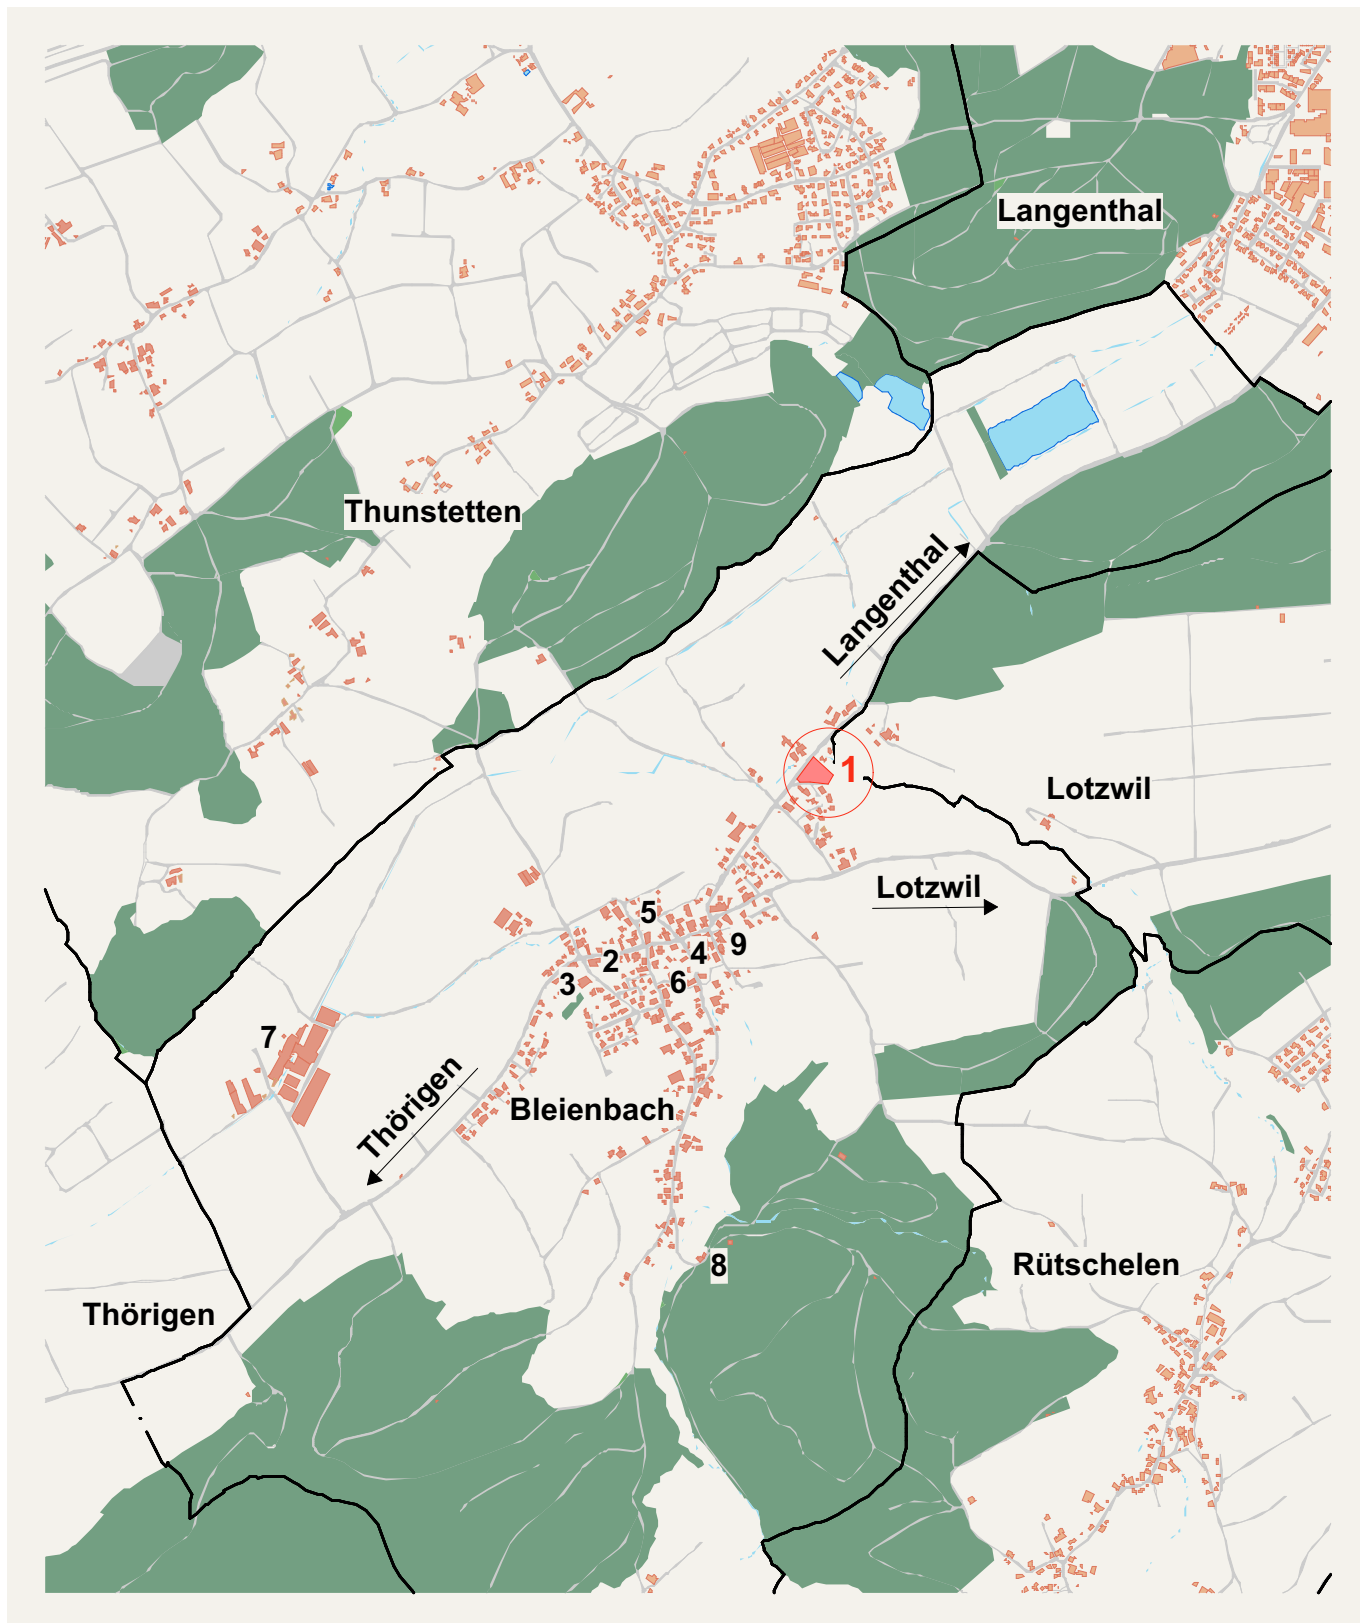 Langenthal
Thunstetten
Langenthal
1
Lotzwil
Lotzwil
5
9
4
2
3
6
7
Thörigen
Bleienbach
8
Rütschelen
Thörigen